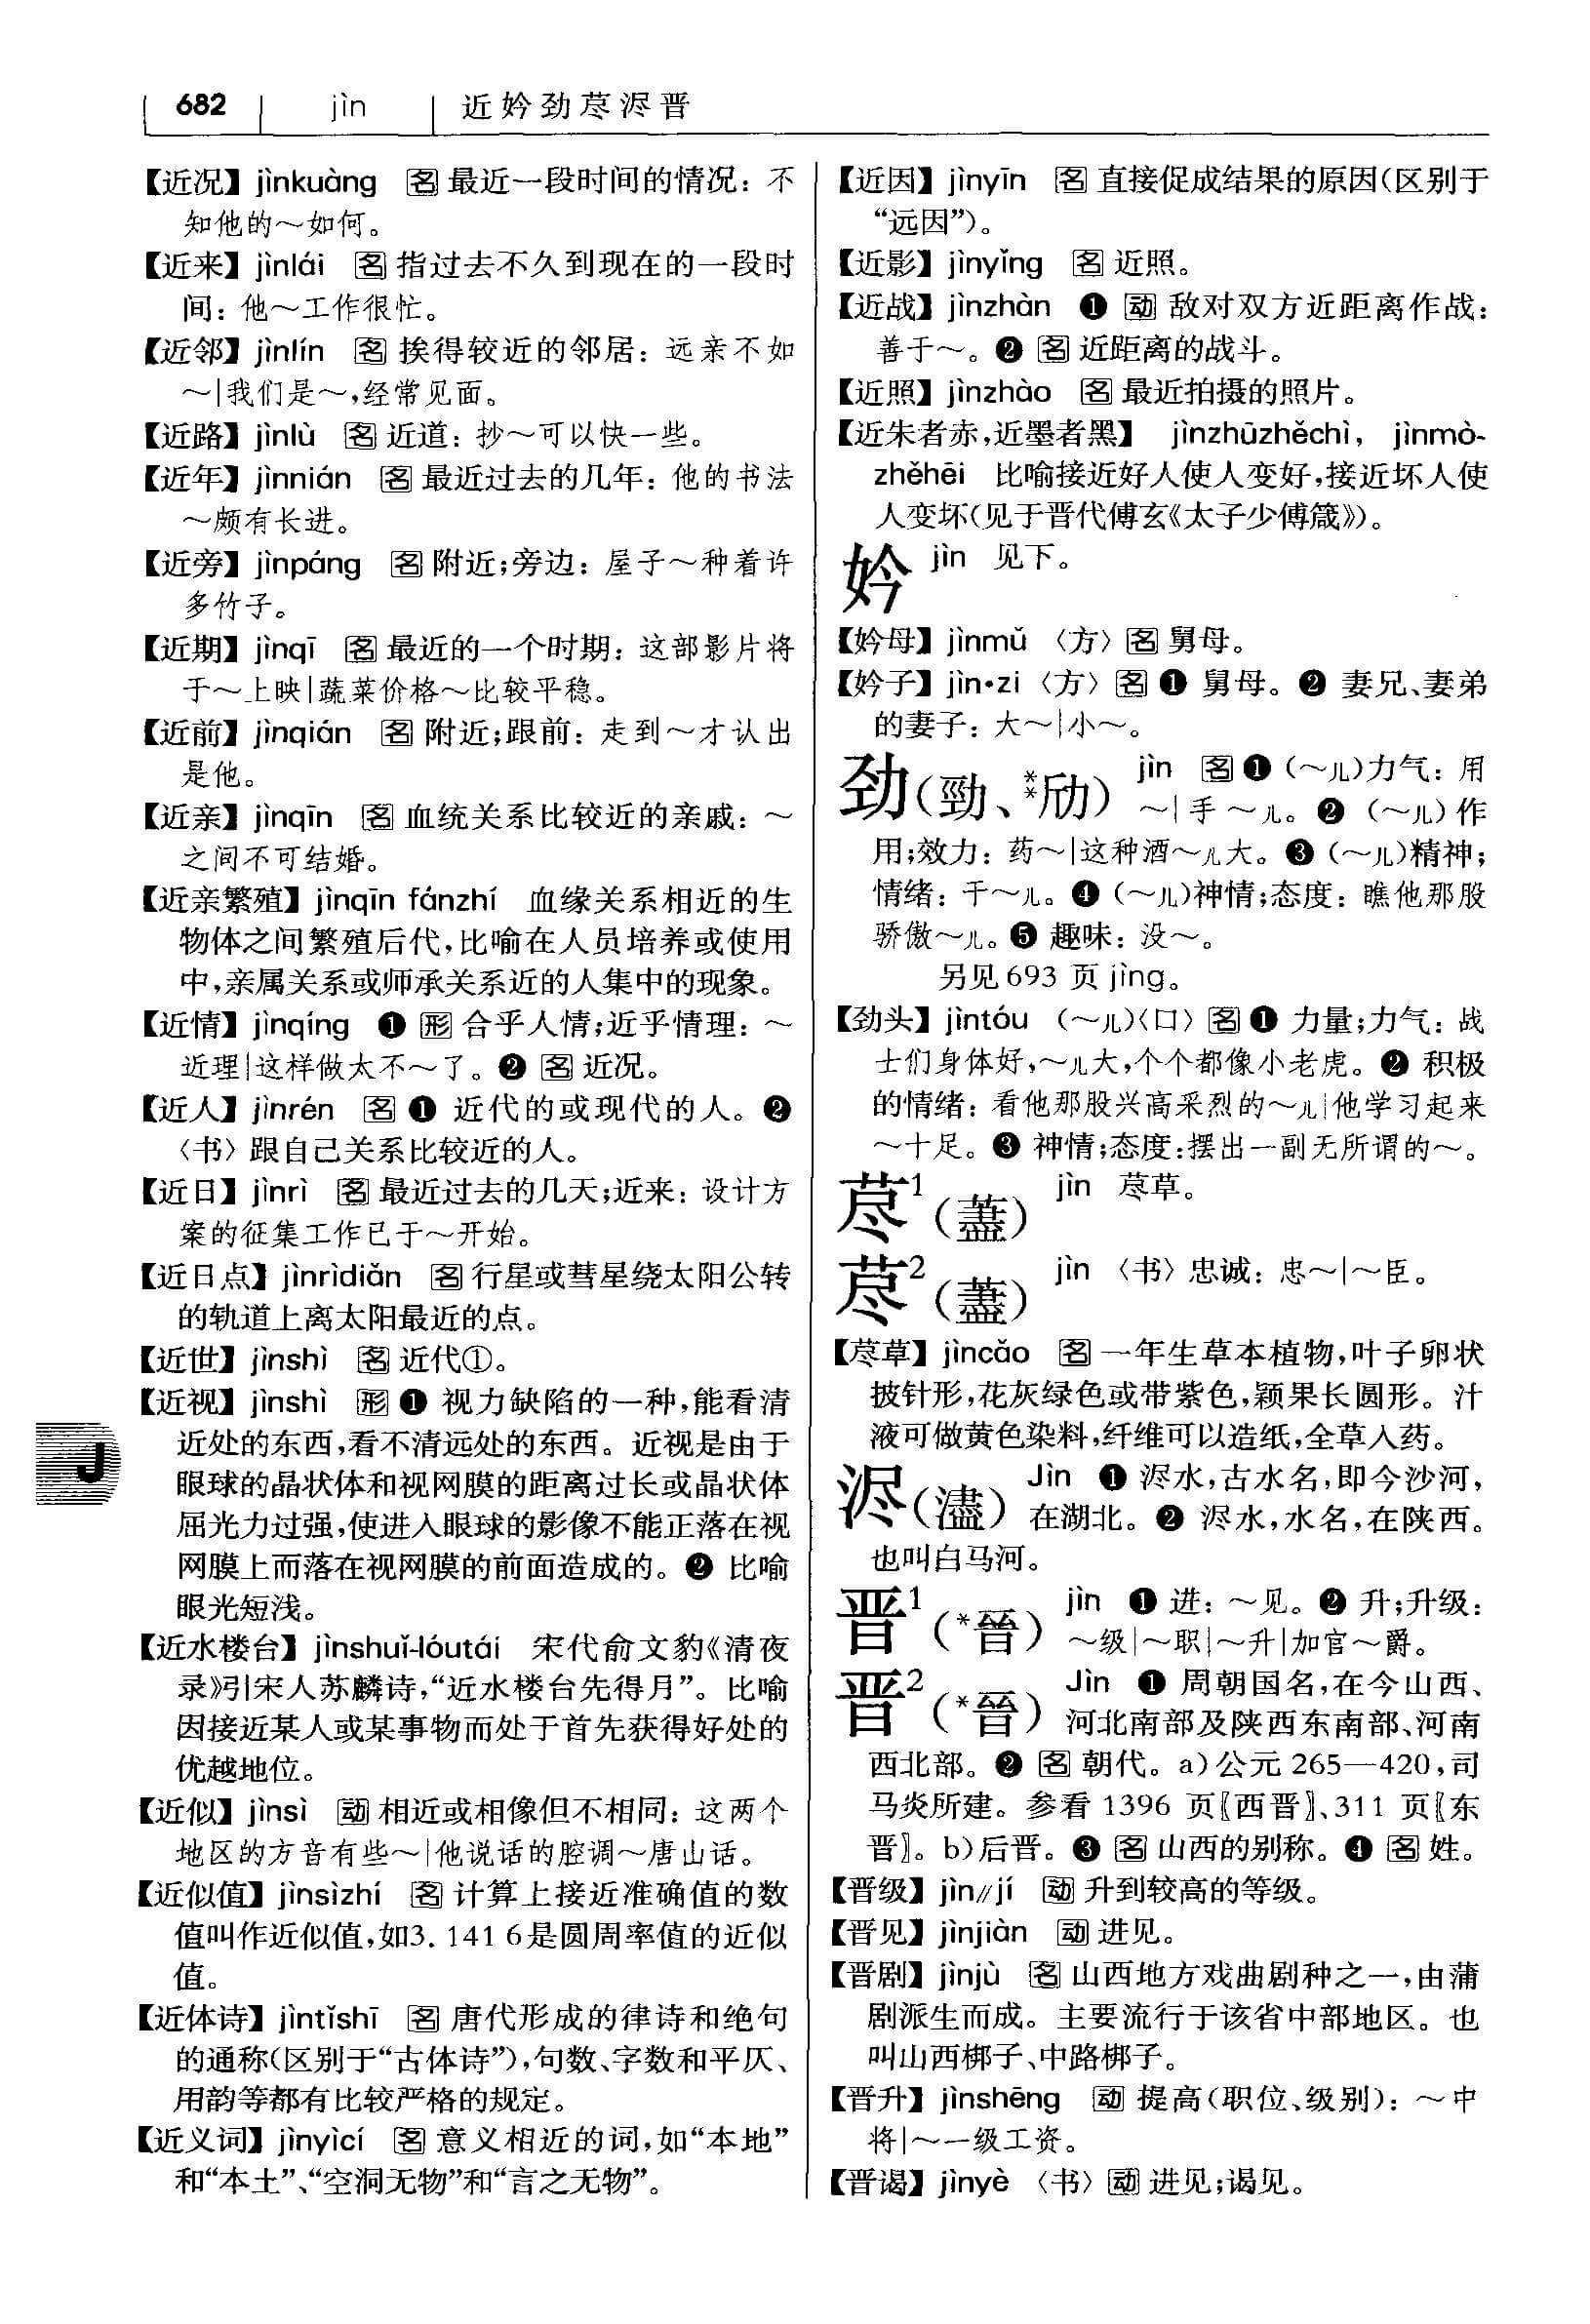 682 jìn 近妗劲荩浕晋
【近况】jìnkuàng 名 最近一段时间的情况：不
知他的～如何。
【近来】jìnlái 名 指过去不久到现在的一段时
间：他～工作很忙。
【近邻】jìnlín 名 挨得较近的邻居：远亲不如
～|我们是～,经常见面。
【近路】jìnlù 名 近道：抄～可以快一些。
【近年】jìnnián 名 最近过去的几年：他的书法
～颇有长进。
【近旁】jìnpáng 名 附近;旁边：屋子～种着许
多竹子。
【近期】jìnqī 名 最近的一个时期：这部影片将
于～上映|蔬菜价格～比较平稳。
【近前】jìnqián 名 附近;跟前：走到～才认出
是他。
【近亲】jìnqīn 名 血统关系比较近的亲戚：～
之间不可结婚。
【近亲繁殖】jìnqīn fánzhí 血缘关系相近的生
物体之间繁殖后代,比喻在人员培养或使用
中,亲属关系或师承关系近的人集中的现象。
【近情】jìnqíng ❶ 形 合乎人情;近乎情理：～
近理|这样做太不～了。❷ 名 近况。
【近人】jìnrén 名 ❶ 近代的或现代的人。❷
〈书〉跟自己关系比较近的人。
【近日】jìnrì 名 最近过去的几天;近来：设计方
案的征集工作已于～开始。
【近日点】jìnrìdiǎn 名 行星或彗星绕太阳公转
的轨道上离太阳最近的点。
【近世】jìnshì 名 近代①。
【近视】jìnshi 形 ❶ 视力缺陷的一种,能看清
近处的东西,看不清远处的东西。近视是由于
眼球的晶状体和视网膜的距离过长或晶状体
屈光力过强,使进入眼球的影像不能正落在视
网膜上而落在视网膜的前面造成的。❷ 比喻
眼光短浅。
【近水楼台】jìnshuǐ-lóutái 宋代俞文豹《清夜
录》引宋人苏麟诗,“近水楼台先得月”。比喻
因接近某人或某事物而处于首先获得好处的
优越地位。
【近似】jìnsì 动 相近或相像但不相同：这两个
地区的方音有些～|他说话的腔调～唐山话。
【近似值】jìnsìzhí 名 计算上接近准确值的数
值叫作近似值,如3. 141 6是圆周率值的近似
值。
【近体诗】jìntǐshī 名 唐代形成的律诗和绝句
的通称(区别于“古体诗”),句数、字数和平仄、
用韵等都有比较严格的规定。
【近义词】jìnyìcí 名 意义相近的词,如“本地”
和“本土”、“空洞无物”和“言之无物”。
J
【近因】jìnyīn 名 直接促成结果的原因(区别于
“远因”)。
【近影】jìnyǐng 名 近照。
【近战】jìnzhàn ❶ 动 敌对双方近距离作战：
善于～。❷ 名 近距离的战斗。
【近照】jìnzhào 名 最近拍摄的照片。
【近朱者赤,近墨者黑】 jìnzhūzhěchì, jìnmò-
zhěhēi 比喻接近好人使人变好,接近坏人使
人变坏(见于晋代傅玄《太子少傅箴》)。
妗 jìn 见下。
【妗母】jìnmǔ 〈方〉名 舅母。
【妗子】jìn·zi 〈方〉名 ❶ 舅母。❷ 妻兄、妻弟
的妻子：大～|小～。
劲(勁、**劤) jìn 名 ❶ (～儿)力气：用
～|手～儿。❷ (～儿)作
用;效力：药～|这种酒～儿大。❸ (～儿)精神;
情绪：干～儿。❹ (～儿)神情;态度：瞧他那股
骄傲～儿。❺ 趣味：没～。
另见693 页 jìng。
【劲头】jìntóu (～儿)〈口〉名 ❶ 力量;力气：战
士们身体好,～儿大,个个都像小老虎。❷ 积极
的情绪：看他那股兴高采烈的～儿|他学习起来
～十足。❸ 神情;态度：摆出一副无所谓的～。
荩¹(藎) jìn 荩草。
荩²(藎) jìn 〈书〉忠诚：忠～|～臣。
【荩草】jìncǎo 名 一年生草本植物,叶子卵状
披针形,花灰绿色或带紫色,颖果长圆形。汁
液可做黄色染料,纤维可以造纸,全草入药。
浕(濜) Jìn ❶ 浕水,古水名,即今沙河,
在湖北。❷ 浕水,水名,在陕西。
也叫白马河。
晋¹(*晉) jìn ❶ 进：～见。❷ 升;升级：
～级|～职|～升|加官～爵。
晋²(*晉) Jìn ❶ 周朝国名,在今山西、
河北南部及陕西东南部、河南
西北部。❷ 名 朝代。a)公元 265—420,司
马炎所建。参看 1396 页〖西晋〗、311 页〖东
晋〗。b)后晋。❸ 名 山西的别称。❹ 名 姓。
【晋级】jìn∥jí 动 升到较高的等级。
【晋见】jìnjiàn 动 进见。
【晋剧】jìnjù 名 山西地方戏曲剧种之一,由蒲
剧派生而成。主要流行于该省中部地区。也
叫山西梆子、中路梆子。
【晋升】jìnshēng 动 提高(职位、级别)：～中
将|～一级工资。
【晋谒】jìnyè 〈书〉动 进见;谒见。